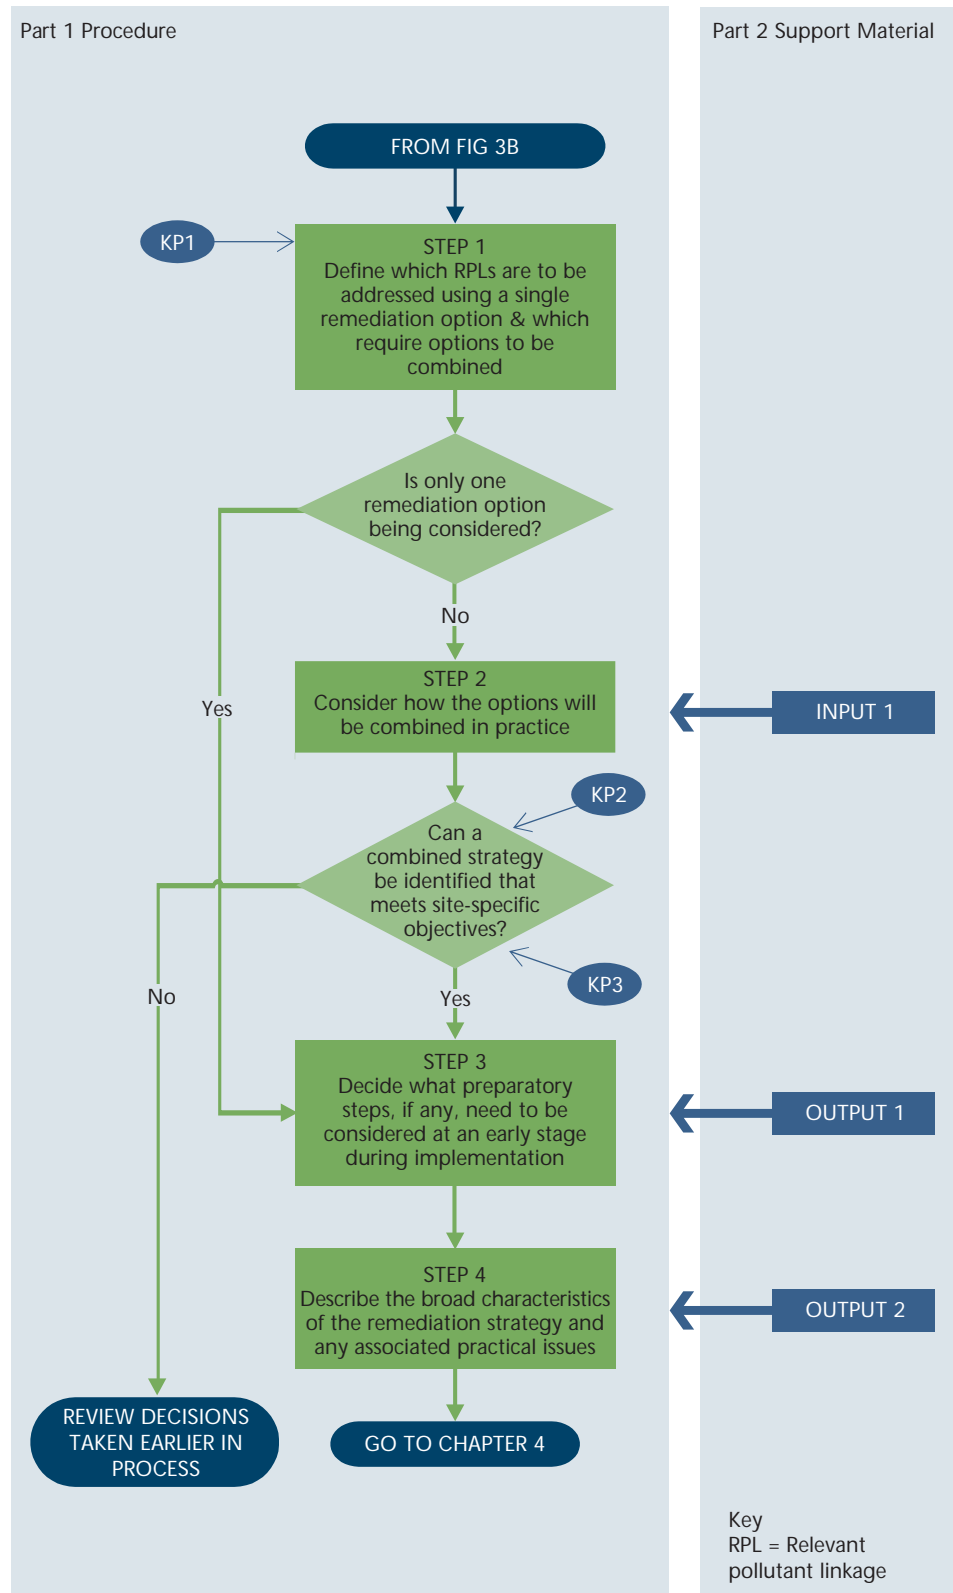 Part 1 Procedure
Part 2 Support Material
FROM FIG 3B
KP1
STEP 1
Define which RPLs are to be
addressed using a single
remediation option & which
require options to be
combined
Is only one
remediation option
being considered?
No
Yes
STEP 2
Consider how the options will
be combined in practice
INPUT 1
KP2
Can a
combined strategy
be identified that
meets site-specific
objectives?
KP3
No
Yes
STEP 3
Decide what preparatory
steps, if any, need to be
considered at an early stage
during implementation
OUTPUT 1
STEP 4
Describe the broad characteristics
of the remediation strategy and
any associated practical issues
OUTPUT 2
REVIEW DECISIONS
TAKEN EARLIER IN
PROCESS
GO TO CHAPTER 4
Key
RPL = Relevant
pollutant linkage